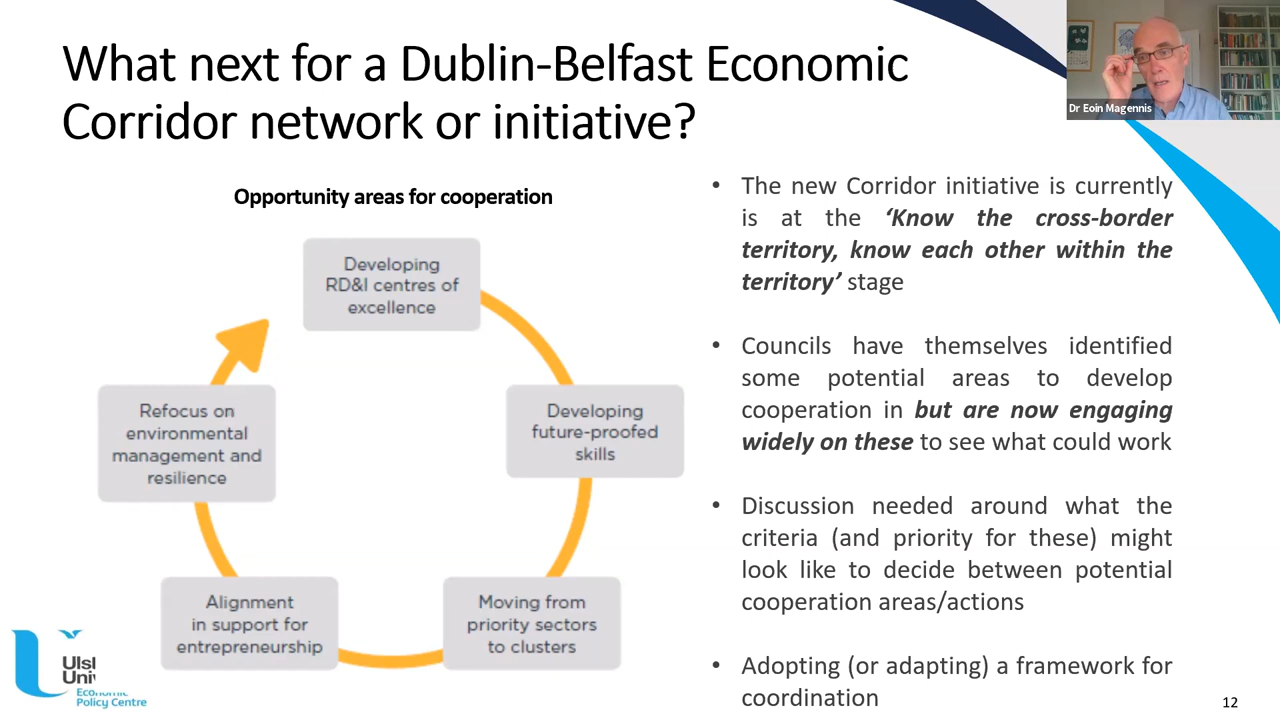 What next for a Dublin-Belfast Economic
Corridor network or initiative?
Dr Eoin Magennis
Opportunity areas for cooperation
Developing
RD&I centres of
excellence
Developing
future-proofed
skills
Moving from
priority sectors
to clusters
Alignment
in support for
entrepreneurship
Refocus on
environmental
management and
resilience
• The new Corridor initiative is currently
is at the ‘Know the cross-border
territory, know each other within the
territory’ stage
• Councils have themselves identified
some potential areas to develop
cooperation in but are now engaging
widely on these to see what could work
• Discussion needed around what the
criteria (and priority for these) might
look like to decide between potential
cooperation areas/actions
• Adopting (or adapting) a framework for
coordination
Economic
Policy Centre
12